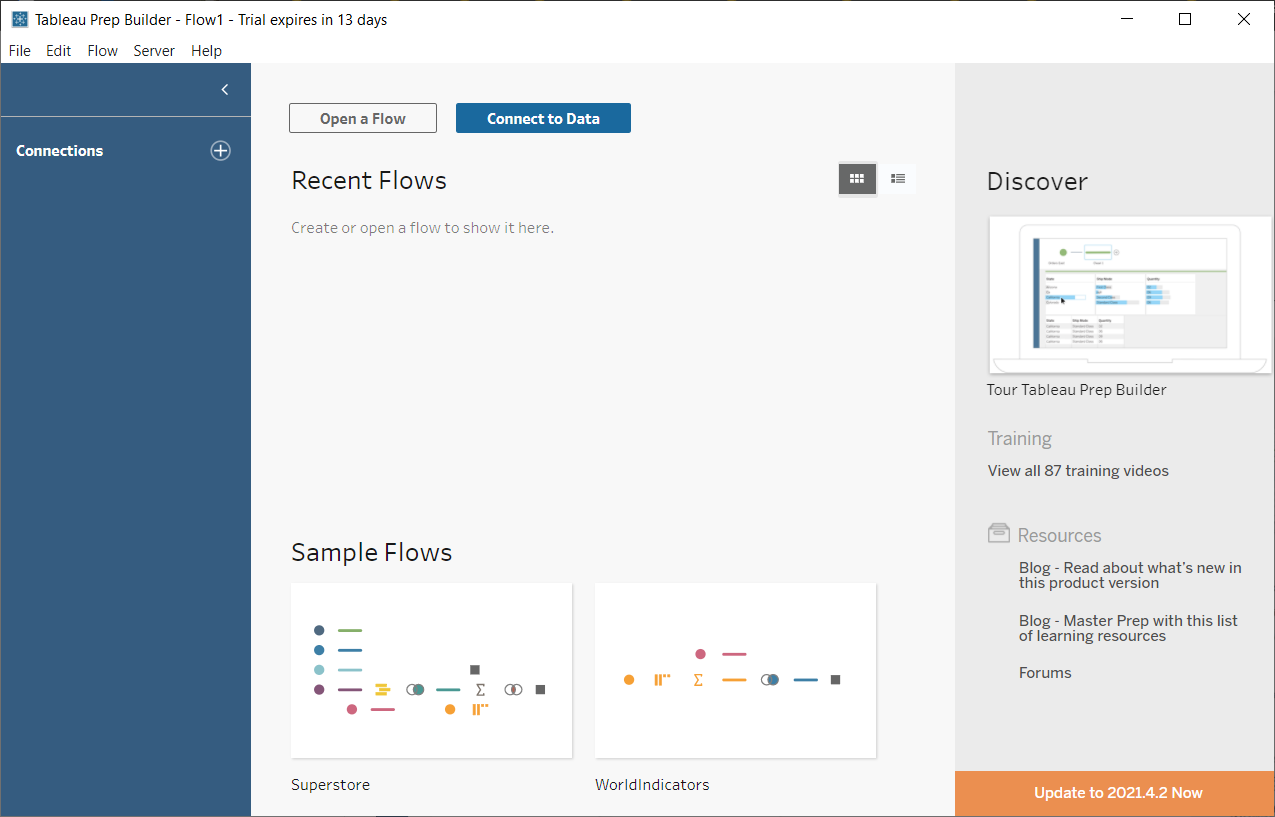 Tableau Prep Builder - Flow1 - Trial expires in 13 days
File Edit Flow Server Help
Connections
Open a Flow
Connect to Data
Recent Flows
Create or open a flow to show it here.
Sample Flows
Superstore
WorldIndicators
Discover
Tour Tableau Prep Builder
Training
View all 87 training videos
Resources
Blog - Read about what's new in
this product version
Blog - Master Prep with this list
of learning resources
Forums
Update to 2021.4.2 Now